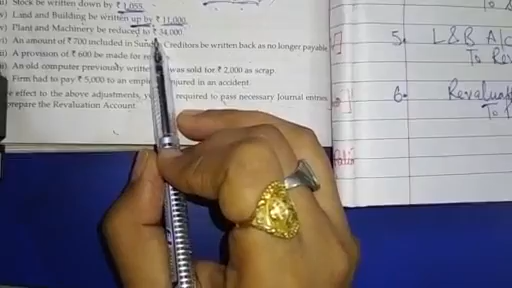 Stock be written down by ₹ 1,055.
v) Land and Building be written up by ₹ 11,000.
Plant and Machinery be reduced to ₹ 34,000
An amount of ₹ 700 included in Sundry Creditors be written back as no longer payable
A provision of ₹ 600 be made for
An old computer previously written was sold for ₹ 2,000 as scrap.
Firm had to pay ₹ 5,000 to an injured in an accident
effect to the above adjustments, required to pass necessary Journal entries
prepare the Revaluation Account.
5. L&B A/c
To Rev
6. Revaluat
To